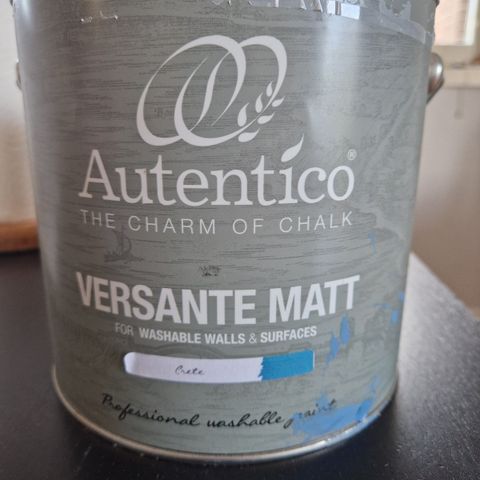 Autentico®
THE CHARM OF CHALK
VERSANTE MATT
FOR WASHABLE WALLS & SURFACES
Crete
Professional washable paint